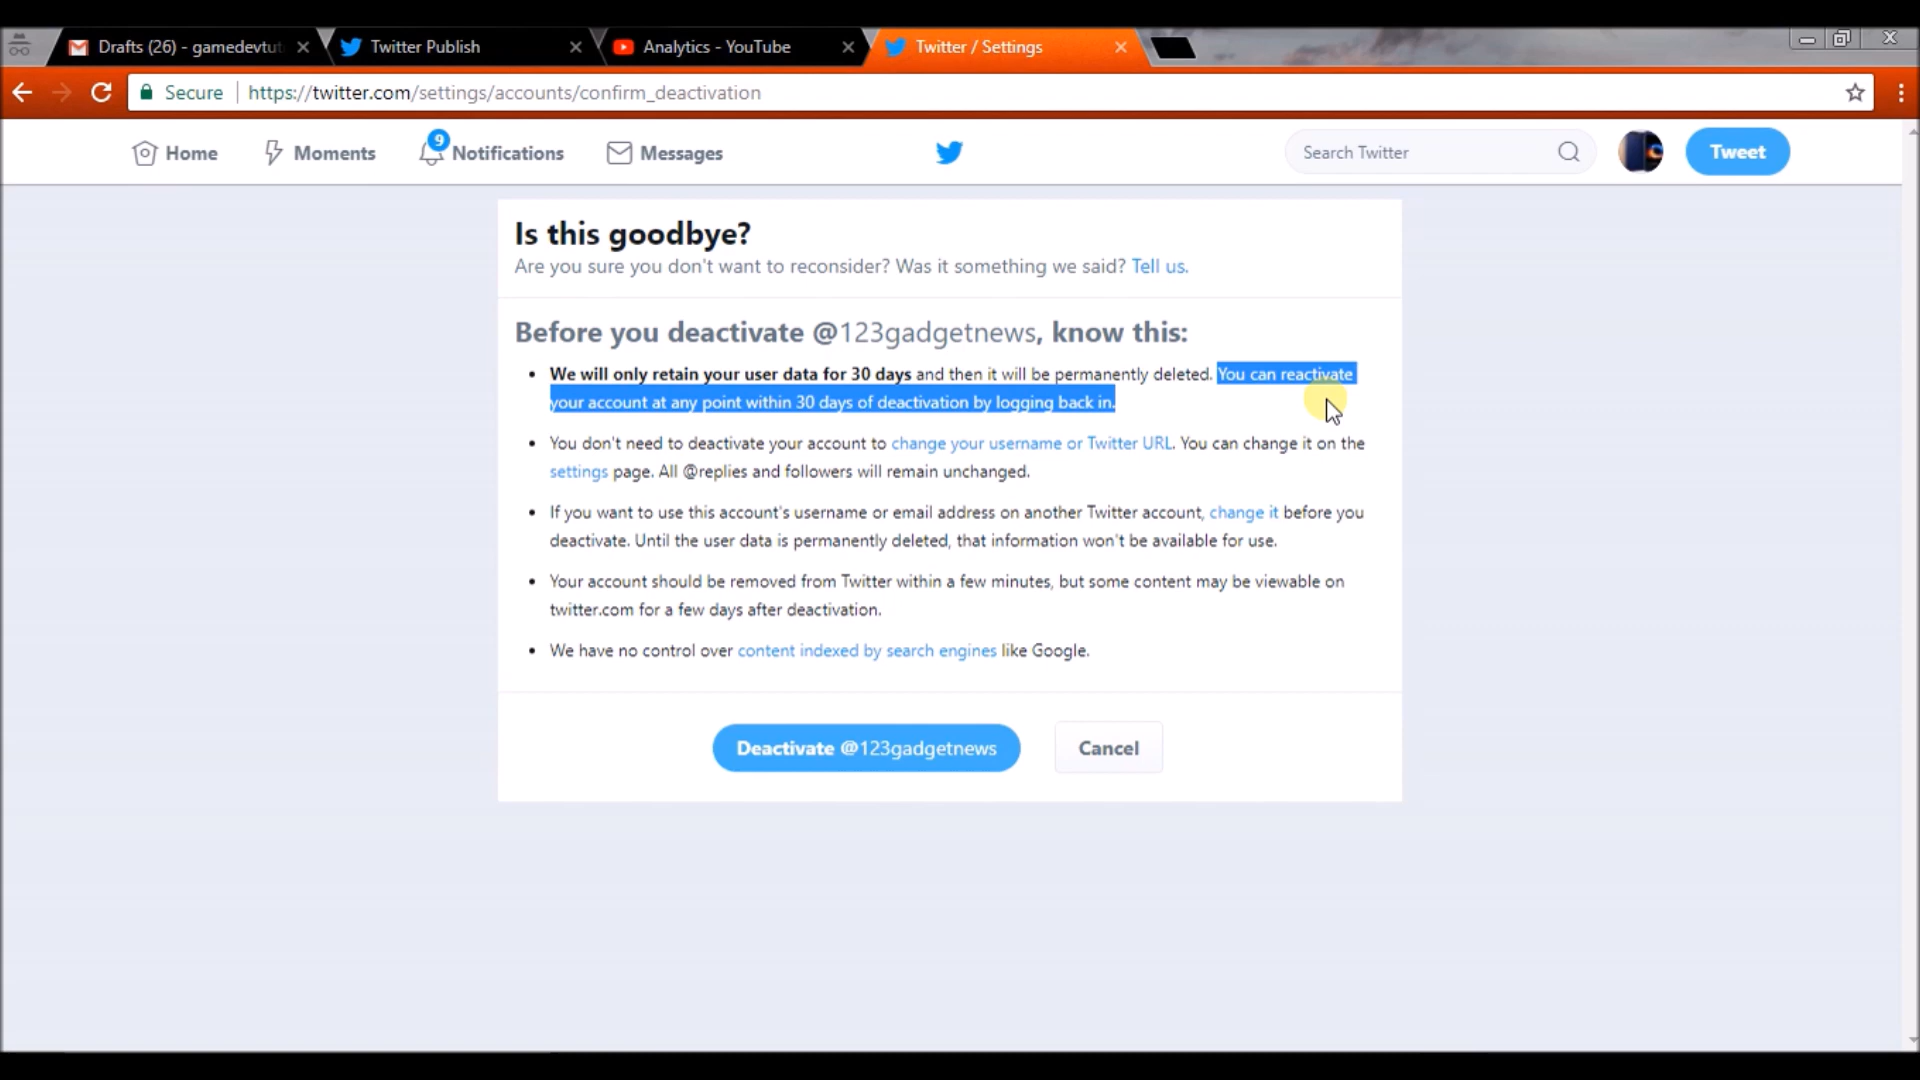 Drafts (26) - gamedevtut
Twitter Publish
Analytics - YouTube
Twitter / Settings
Secure
https://twitter.com/settings/accounts/confirm_deactivation
Home
Moments
9
Notifications
Messages
Search Twitter
Tweet
Is this goodbye?
Are you sure you don't want to reconsider? Was it something we said? Tell us.
Before you deactivate @123gadgetnews, know this:
• We will only retain your user data for 30 days and then it will be permanently deleted. You can reactivate
your account at any point within 30 days of deactivation by logging back in.
• You don't need to deactivate your account to change your username or Twitter URL. You can change it on the
settings page. All @replies and followers will remain unchanged.
• If you want to use this account's username or email address on another Twitter account, change it before you
deactivate. Until the user data is permanently deleted, that information won't be available for use.
• Your account should be removed from Twitter within a few minutes, but some content may be viewable on
twitter.com for a few days after deactivation.
• We have no control over content indexed by search engines like Google.
Deactivate @123gadgetnews
Cancel